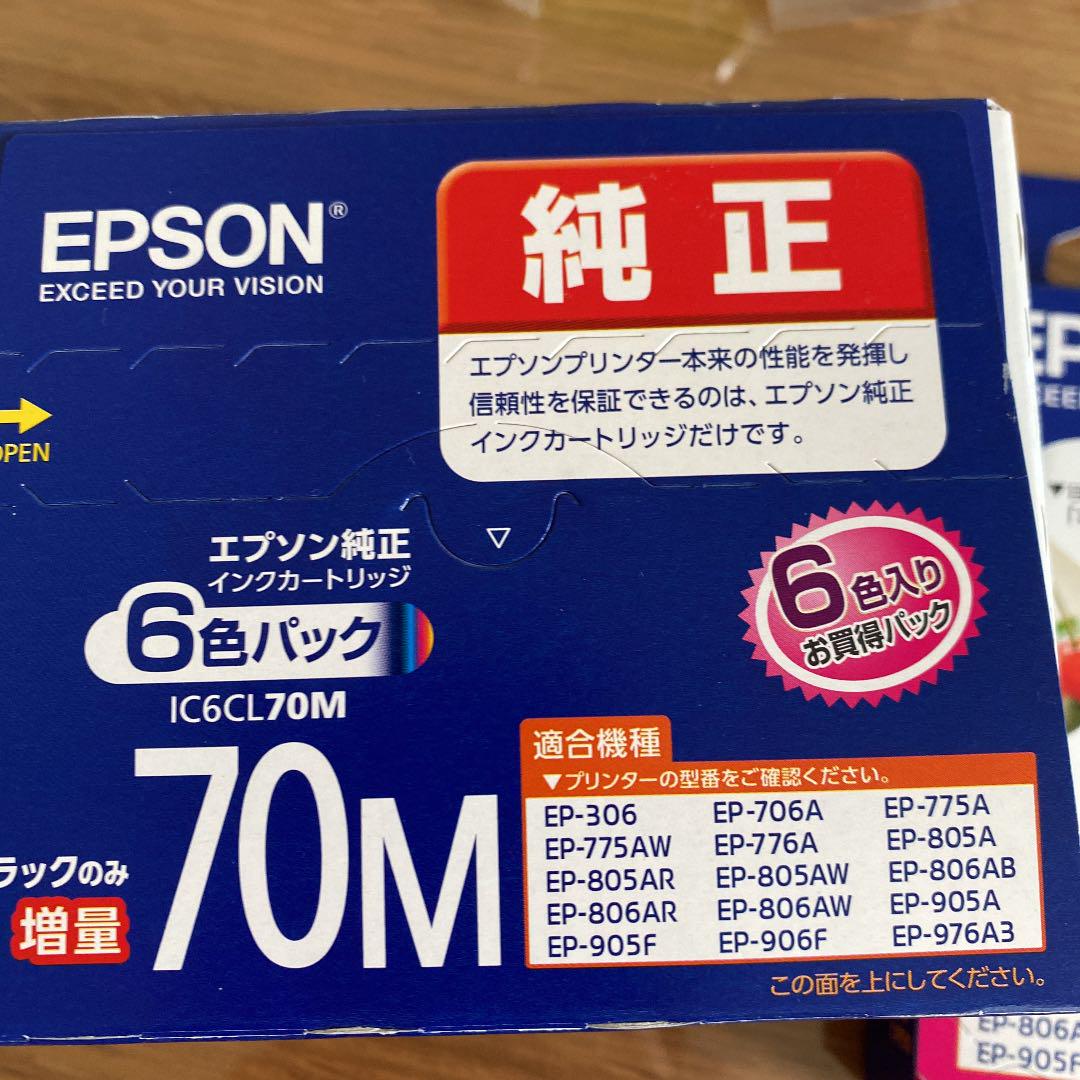 EPSON®
EXCEED YOUR VISION
純正
エプソンプリンター本来の性能を発揮し
信頼性を保証できるのは、エプソン純正
インクカートリッジだけです。
OPEN
エプソン純正
インクカートリッジ
6色パック
IC6CL70M
6色入り
お買得パック
70M
ラックのみ
増量
適合機種
▼プリンターの型番をご確認ください。
EP-306 EP-706A EP-775A
EP-775AW EP-776A EP-805A
EP-805AR EP-805AW EP-806AB
EP-806AR EP-806AW EP-905A
EP-905F EP-906F EP-976A3
この面を上にしてください。
EP
CEE
EP-806A
EP-905F